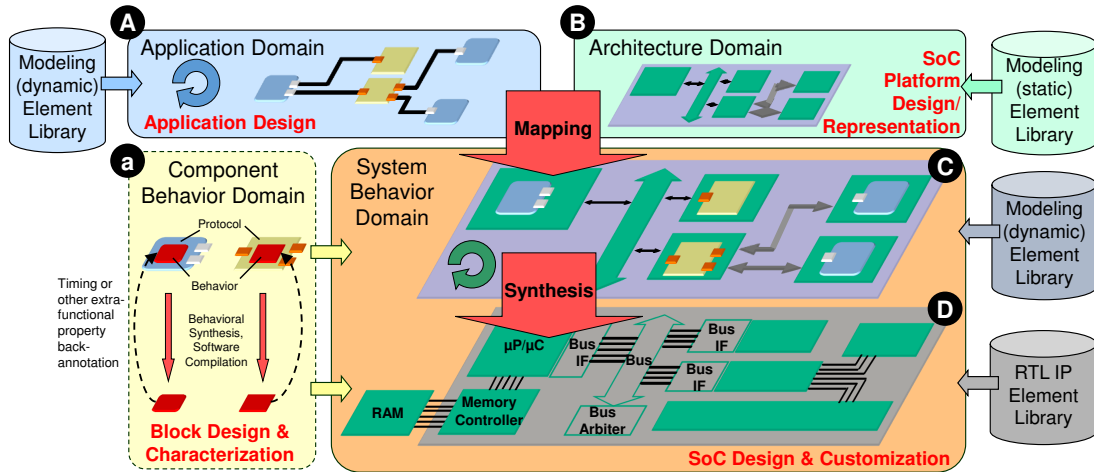 A
B
Modeling
(dynamic)
Element
Library
Application Domain
Application Design
Architecture Domain
SoC
Platform
Design/
Representation
Modeling
(static)
Element
Library
Mapping
a
Component
Behavior Domain
Protocol
Behavior
Timing or
other extra-
functional
property
back-
annotation
Behavioral
Synthesis,
Software
Compilation
Block Design &
Characterization
System
Behavior
Domain
C
Modeling
(dynamic)
Element
Library
Synthesis
D
µP/µC
Bus
IF
Bus
Bus
IF
Bus
IF
RAM
Memory
Controller
Bus
Arbiter
RTL IP
Element
Library
SoC Design & Customization